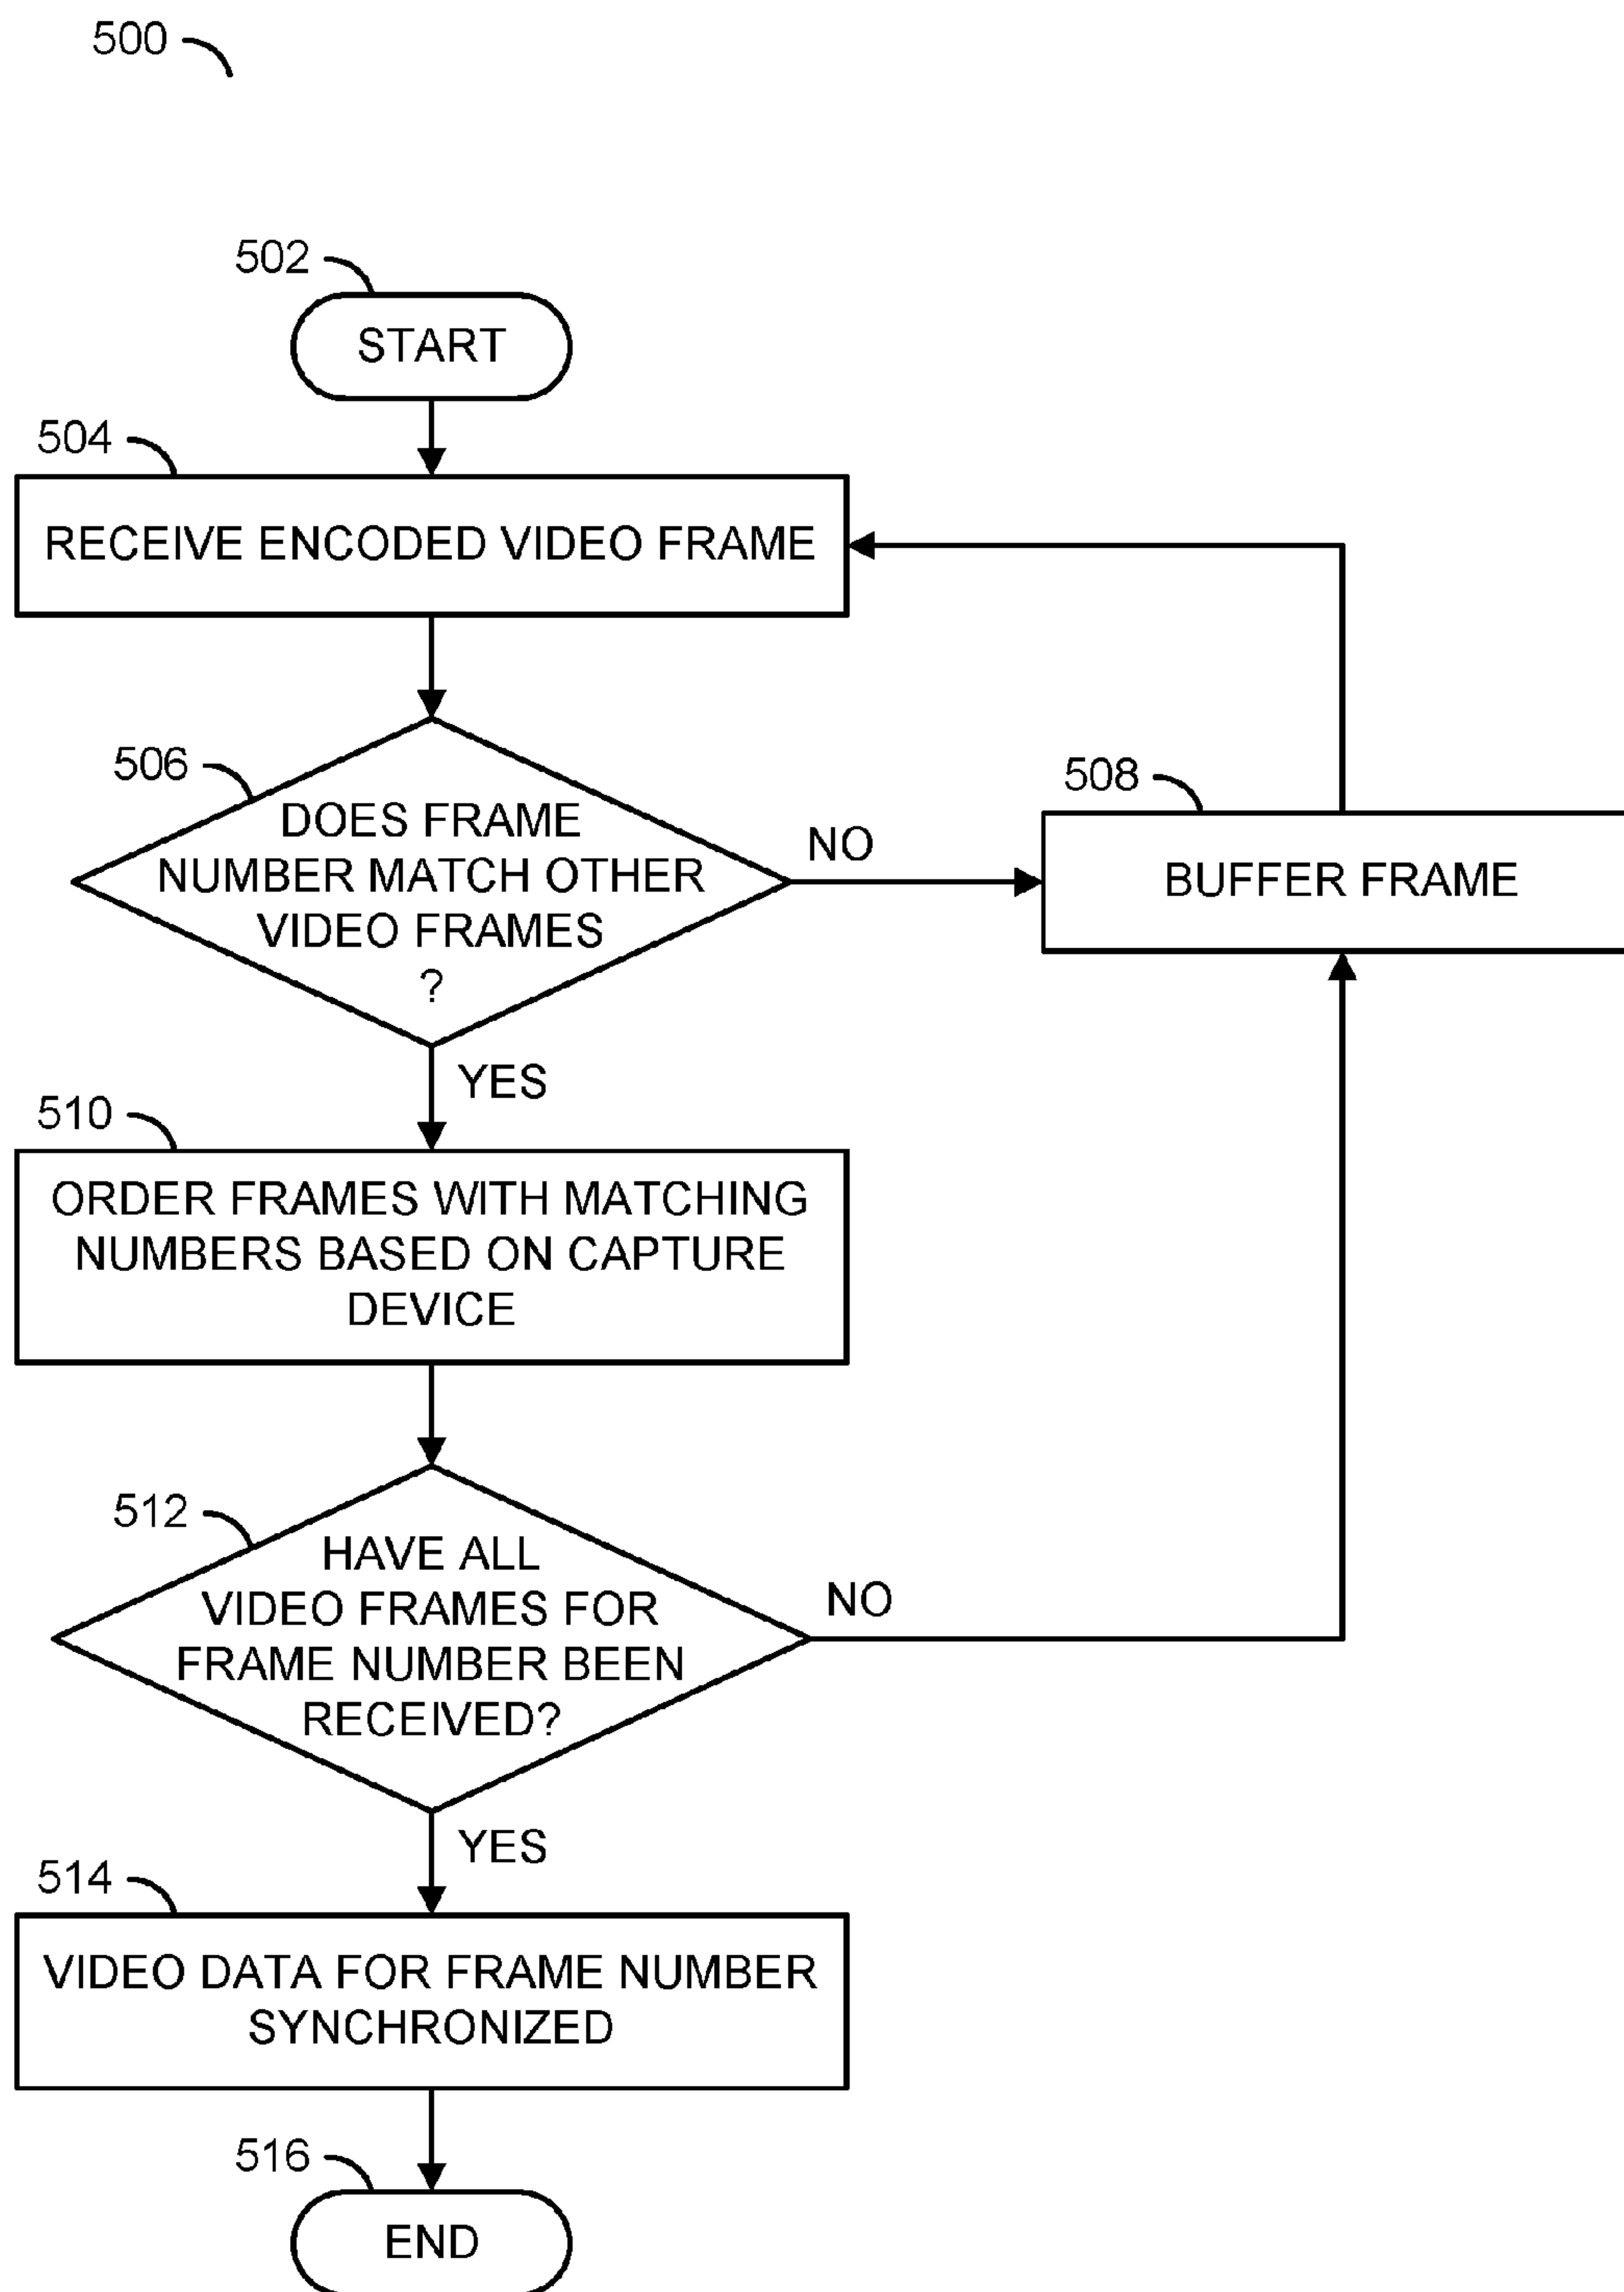 500
502
START
504
RECEIVE ENCODED VIDEO FRAME
506
DOES FRAME
NUMBER MATCH OTHER
VIDEO FRAMES
?
NO
508
BUFFER FRAME
YES
510
ORDER FRAMES WITH MATCHING
NUMBERS BASED ON CAPTURE
DEVICE
512
HAVE ALL
VIDEO FRAMES FOR
FRAME NUMBER BEEN
RECEIVED?
NO
YES
514
VIDEO DATA FOR FRAME NUMBER
SYNCHRONIZED
516
END